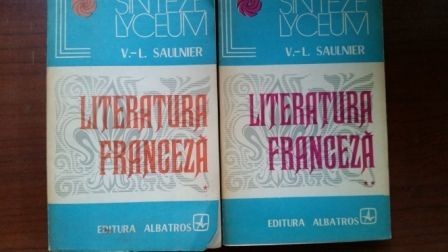 SINTEZE
LYCEUM
V.-L. SAULNIER
LITERATURA
FRANCEZĂ
*
EDITURA ALBATROS
SINTEZE
LYCEUM
V.-L. SAULNIER
LITERATURA
FRANCEZĂ
**
EDITURA ALBATROS